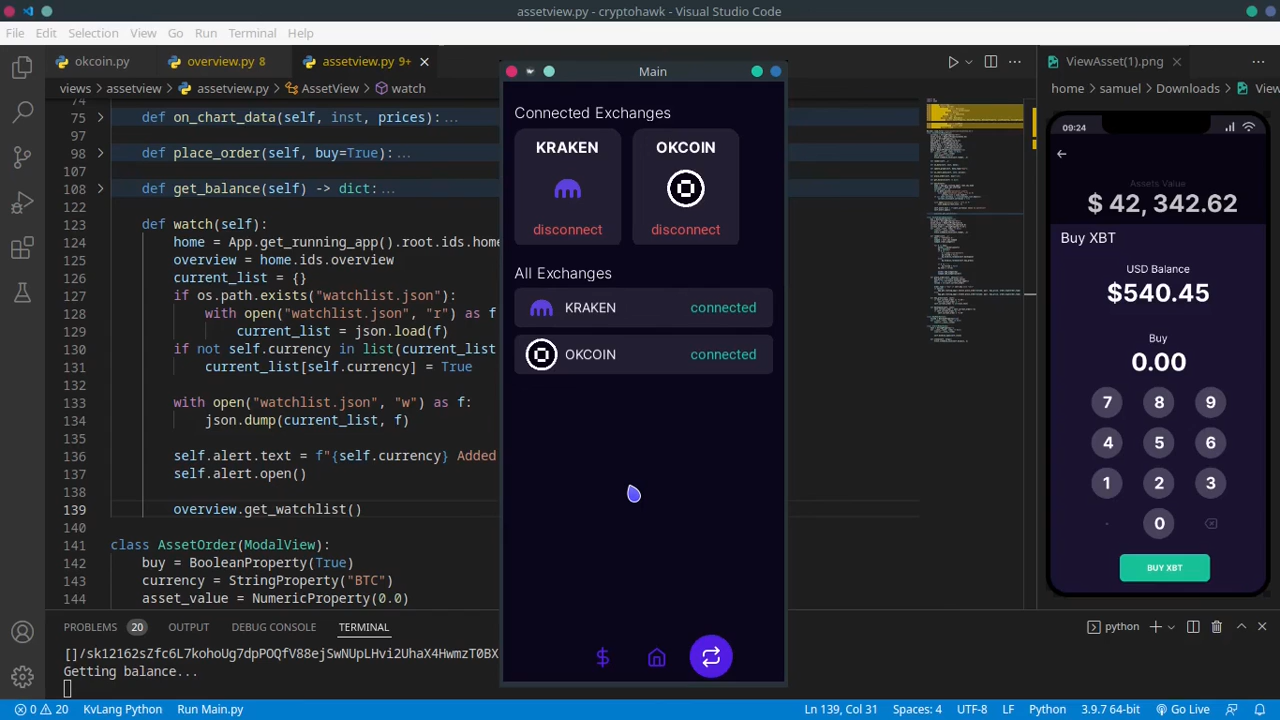 assetview.py - cryptohawk - Visual Studio Code
File Edit Selection View Go Run Terminal
okcoin.py overview.py 8 assetview.py 9+
ViewAsset(1).png
views > assetview > assetview.py > AssetView > watch
home > samuel > Downloads >
74
75 def on_chart_data(self, inst, prices):...
98 def place_order(self, buy=True):...
108 def get_balance(self) -> dict:...
122
123 def watch(self):
124 home = App.get_running_app().root.ids.home
125 overview = home.ids.overview
126 current_list = {}
127 if os.path.exist("watchlist.json"):
128 with open("watchlist.json", "r") as f
129 current_list = json.load(f)
130 if not self.currency in list(current_list
131 current_list[self.currency] = True
132
133 with open("watchlist.json", "w") as f:
134 json.dump(current_list, f)
135
136 self.alert.text = f"{self.currency} Added
137 self.alert.open()
138
139 overview.get_watchlist()
140
141 class AssetOrder(ModalView):
142 buy = BooleanProperty(True)
143 currency = StringProperty("BTC")
144 asset_value = NumericProperty(0.0)
Main
Connected Exchanges
KRAKEN OKCOIN
disconnect disconnect
All Exchanges
KRAKEN connected
OKCOIN connected
09:24
Assets Value
$ 42, 342.62
Buy XBT
USD Balance
$540.45
Buy
0.00
7 8 9
4 5 6
1 2 3
. 0
BUY XBT
PROBLEMS 20 OUTPUT DEBUG CONSOLE TERMINAL
python
Getting balance...
0 20 KvLang Python Run Main.py
Ln 139, Col 31 Spaces: 4 UTF-8 LF Python 3.9.7 64-bit Go Live